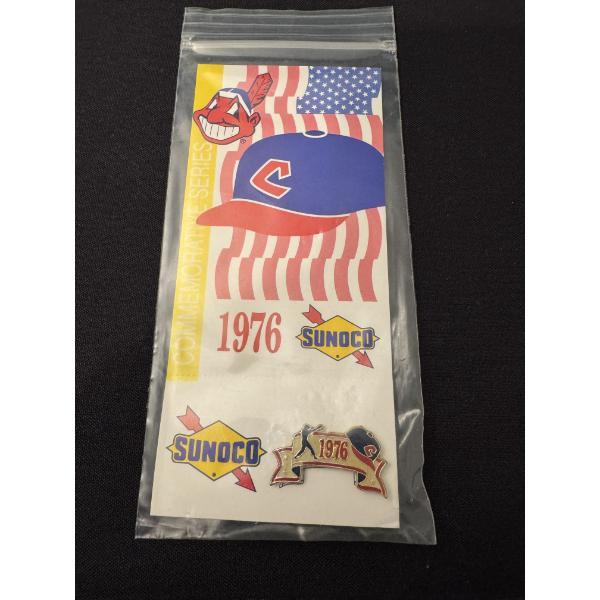 COMMEMORATIVE SERIES
C
1976
SUNOCO
SUNOCO
1976
C